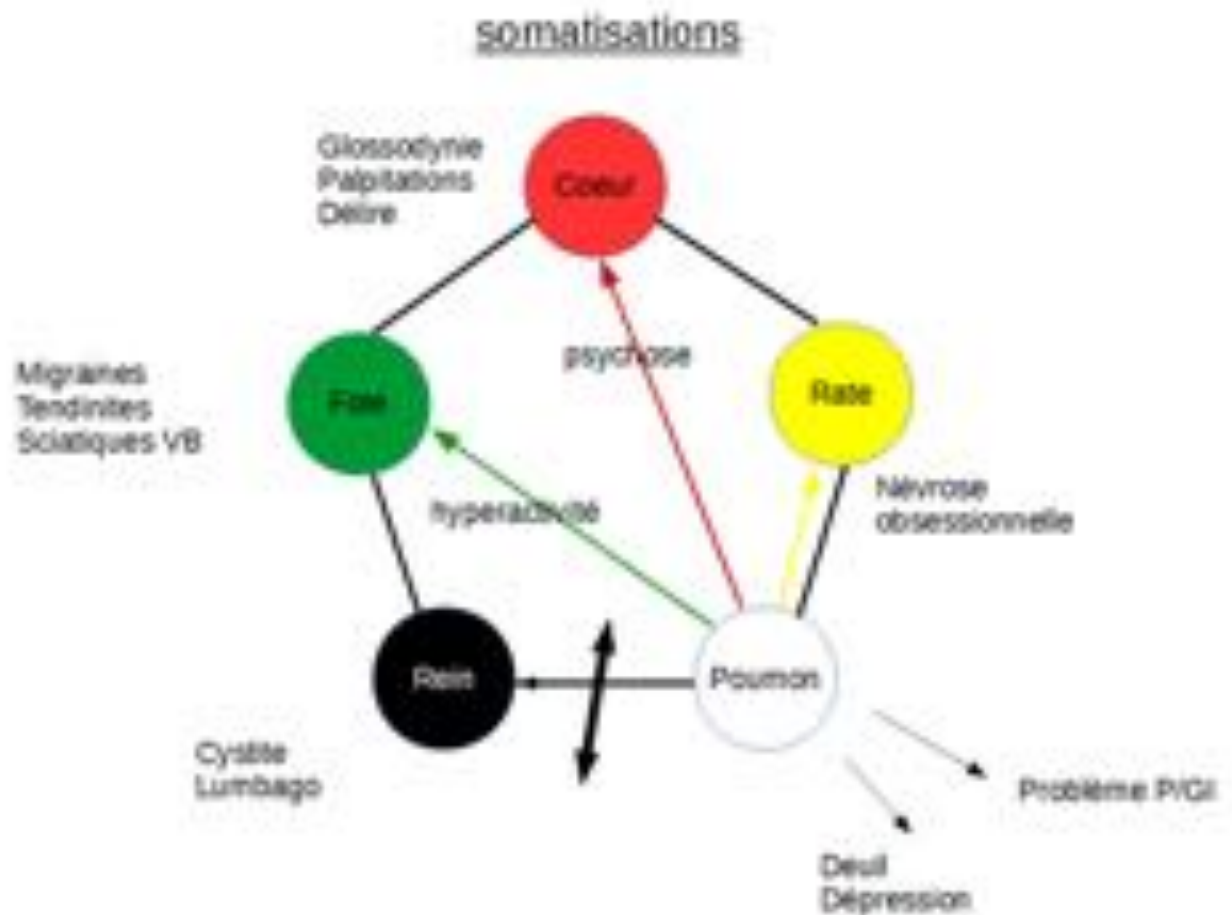 somatisations
Glossodynie
Palpitations
Délire
Coeur
psychose
Migraines
Tendinites
Sciatiques VB
Foie
Rate
hyperactivité
Névrose
obsessionnelle
Rein
Poumon
Cystite
Lumbago
Problème P/GI
Deuil
Dépression